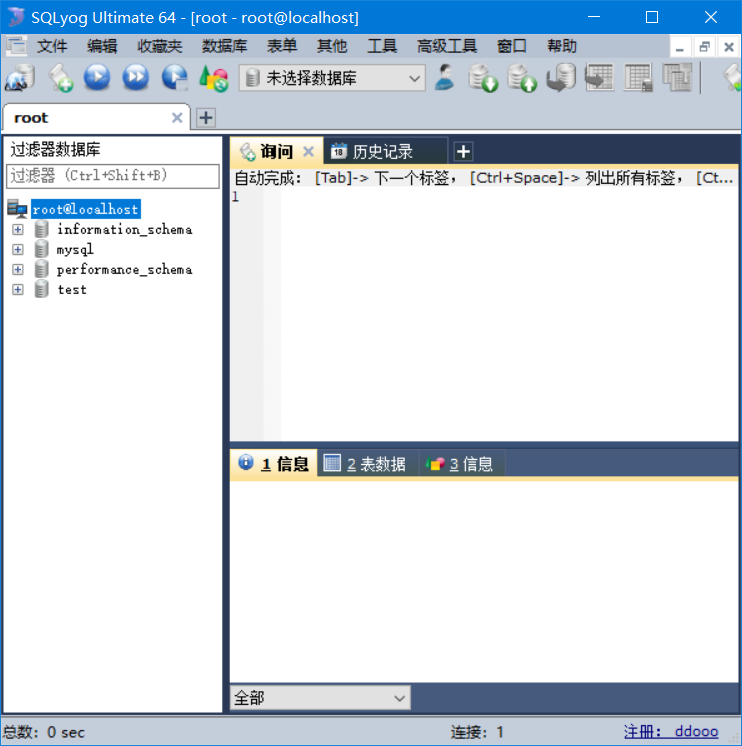 SQLyog Ultimate 64 - [root - root@localhost]
文件 编辑 收藏夹 数据库 表单 其他 工具 高级工具 窗口 帮助
未选择数据库
root
过滤器数据库
过滤器 (Ctrl+Shift+B)
root@localhost
information_schema
mysql
performance_schema
test
询问 18 历史记录
自动完成: [Tab]-> 下一个标签， [Ctrl+Space]-> 列出所有标签， [Ct...
1
1 信息 2 表数据 3 信息
全部
总数: 0 sec 连接: 1 注册: ddooo